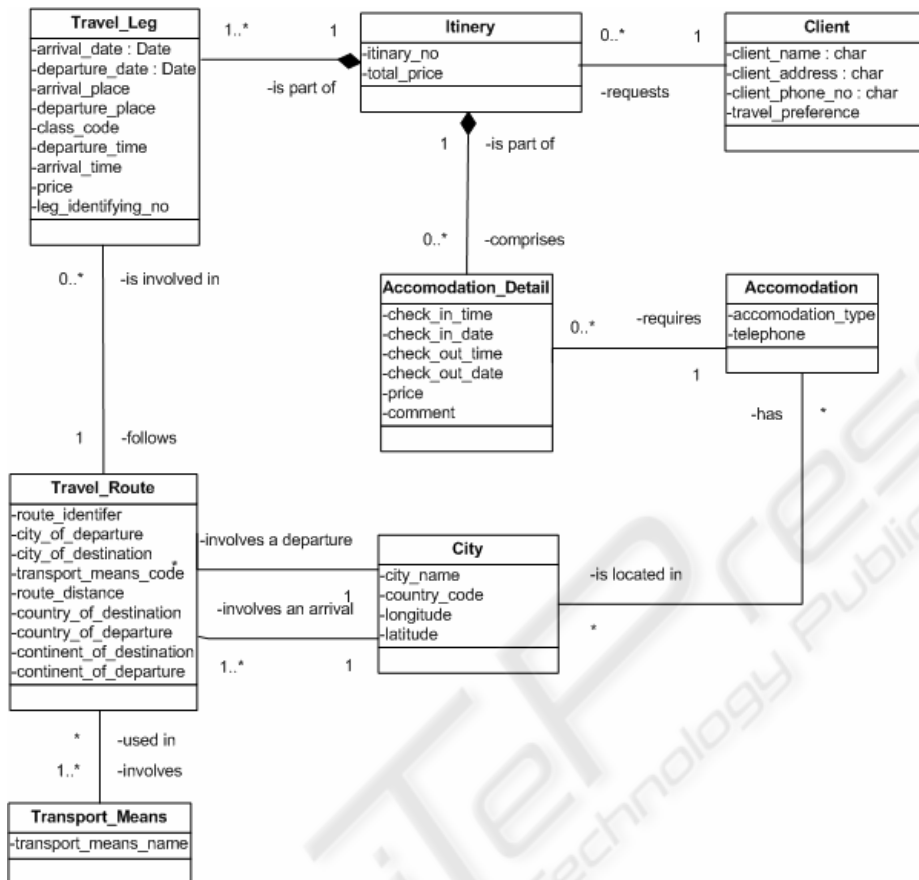 Travel_Leg
-arrival_date : Date
-departure_date : Date
-arrival_place
-departure_place
-class_code
-departure_time
-arrival_time
-price
-leg_identifying_no
1..*
1
-is part of
Itinery
-itinary_no
-total_price
0..*
1
-requests
Client
-client_name : char
-client_address : char
-client_phone_no : char
-travel_preference
1
-is part of
0..*
-comprises
0..*
-is involved in
1
-follows
Accomodation_Detail
-check_in_time
-check_in_date
-check_out_time
-check_out_date
-price
-comment
0..*
-requires
1
Accomodation
-accomodation_type
-telephone
-has
*
-is located in
*
Travel_Route
-route_identifer
-city_of_departure
-city_of_destination
-transport_means_code
-route_distance
-country_of_destination
-country_of_departure
-continent_of_destination
-continent_of_departure
-involves a departure
*
1
-involves an arrival
1..*
1
City
-city_name
-country_code
-longitude
-latitude
*
-used in
1..*
-involves
Transport_Means
-transport_means_name